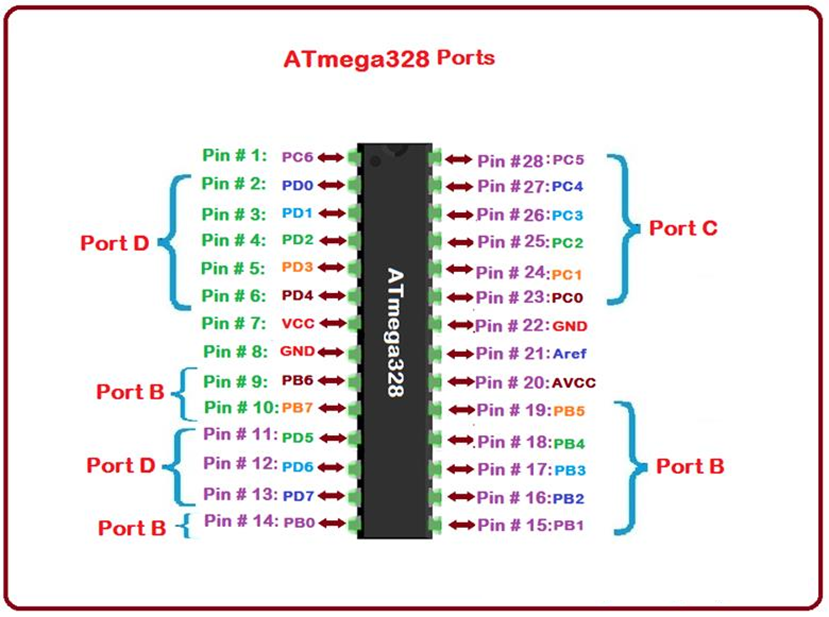 ATmega328 Ports
Pin # 1: PC6
Pin # 2: PD0
Pin # 3: PD1
Pin # 4: PD2
Pin # 5: PD3
Pin # 6: PD4
Port D
Pin # 7: VCC
Pin # 8: GND
Pin # 9: PB6
Pin # 10: PB7
Port B
Pin # 11: PD5
Pin # 12: PD6
Pin # 13: PD7
Port D
Pin # 14: PB0
Port B
ATmega328
Pin #28: PC5
Pin # 27: PC4
Pin # 26: PC3
Pin # 25: PC2
Pin # 24: PC1
Pin # 23: PC0
Port C
Pin # 22: GND
Pin # 21: Aref
Pin # 20: AVCC
Pin # 19: PB5
Pin # 18: PB4
Pin # 17: PB3
Pin # 16: PB2
Pin # 15: PB1
Port B